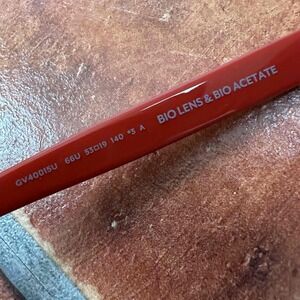 GV40015U 66U 53□19 140 *3 A BIO LENS & BIO ACETATE